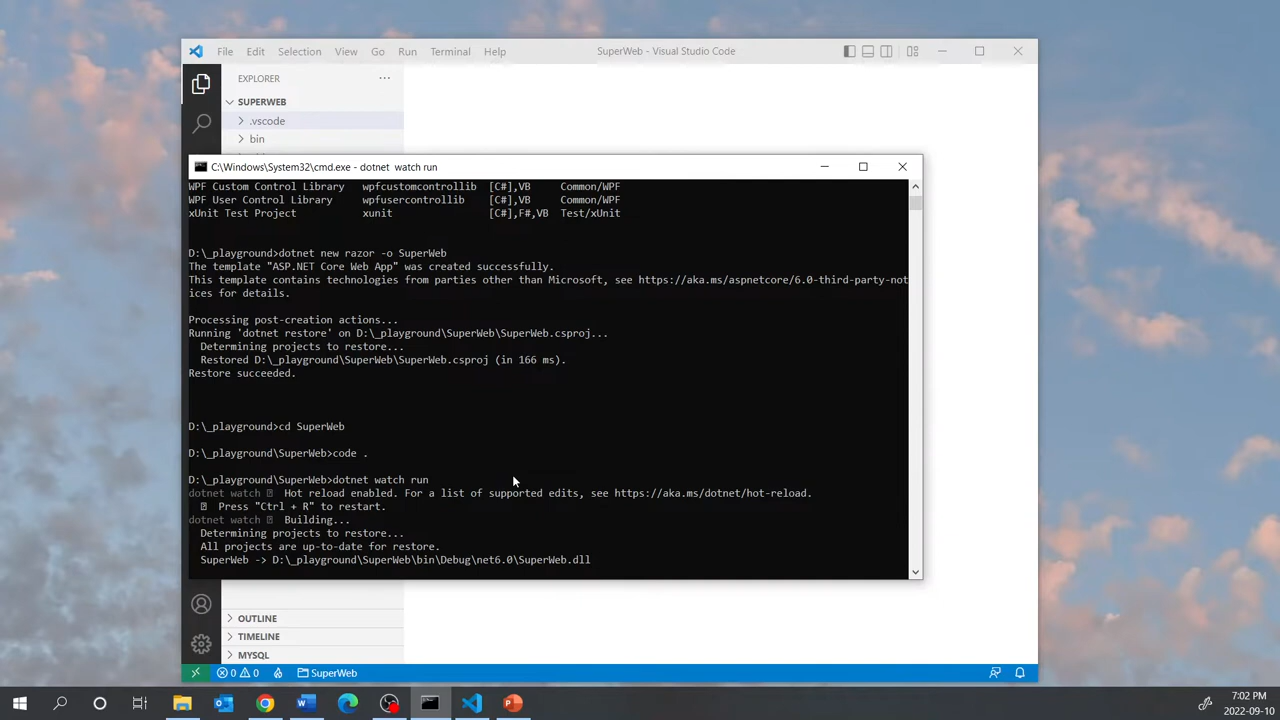 File Edit Selection View Go Run Terminal Help SuperWeb - Visual Studio Code
EXPLORER ···
SUPERWEB
.vscode
bin
C:\Windows\System32\cmd.exe - dotnet  watch run
WPF Custom Control Library wpfcustomcontrollib [C#],VB Common/WPF
WPF User Control Library wpfusercontrollib [C#],VB Common/WPF
xUnit Test Project xunit [C#],F#,VB Test/xUnit
D:\_playground>dotnet new razor -o SuperWeb
The template "ASP.NET Core Web App" was created successfully.
This template contains technologies from parties other than Microsoft, see https://aka.ms/aspnetcore/6.0-third-party-not
ices for details.
Processing post-creation actions...
Running 'dotnet restore' on D:\_playground\SuperWeb\SuperWeb.csproj...
Determining projects to restore...
Restored D:\_playground\SuperWeb\SuperWeb.csproj (in 166 ms).
Restore succeeded.
D:\_playground>cd SuperWeb
D:\_playground\SuperWeb>code .
D:\_playground\SuperWeb>dotnet watch run
dotnet watch Hot reload enabled. For a list of supported edits, see https://aka.ms/dotnet/hot-reload.
Press "Ctrl + R" to restart.
dotnet watch Building...
Determining projects to restore...
All projects are up-to-date for restore.
SuperWeb -> D:\_playground\SuperWeb\bin\Debug\net6.0\SuperWeb.dll
OUTLINE
TIMELINE
MYSQL
0 0 SuperWeb
7:02 PM
2022-09-10